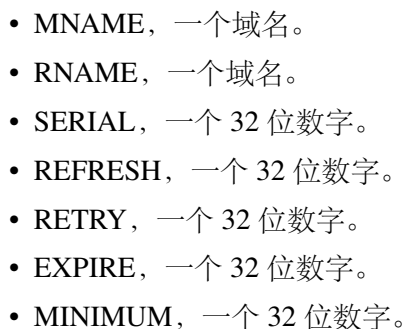 • MNAME，一个域名。
• RNAME，一个域名。
• SERIAL，一个 32 位数字。
• REFRESH，一个 32 位数字。
• RETRY，一个 32 位数字。
• EXPIRE，一个 32 位数字。
• MINIMUM，一个 32 位数字。